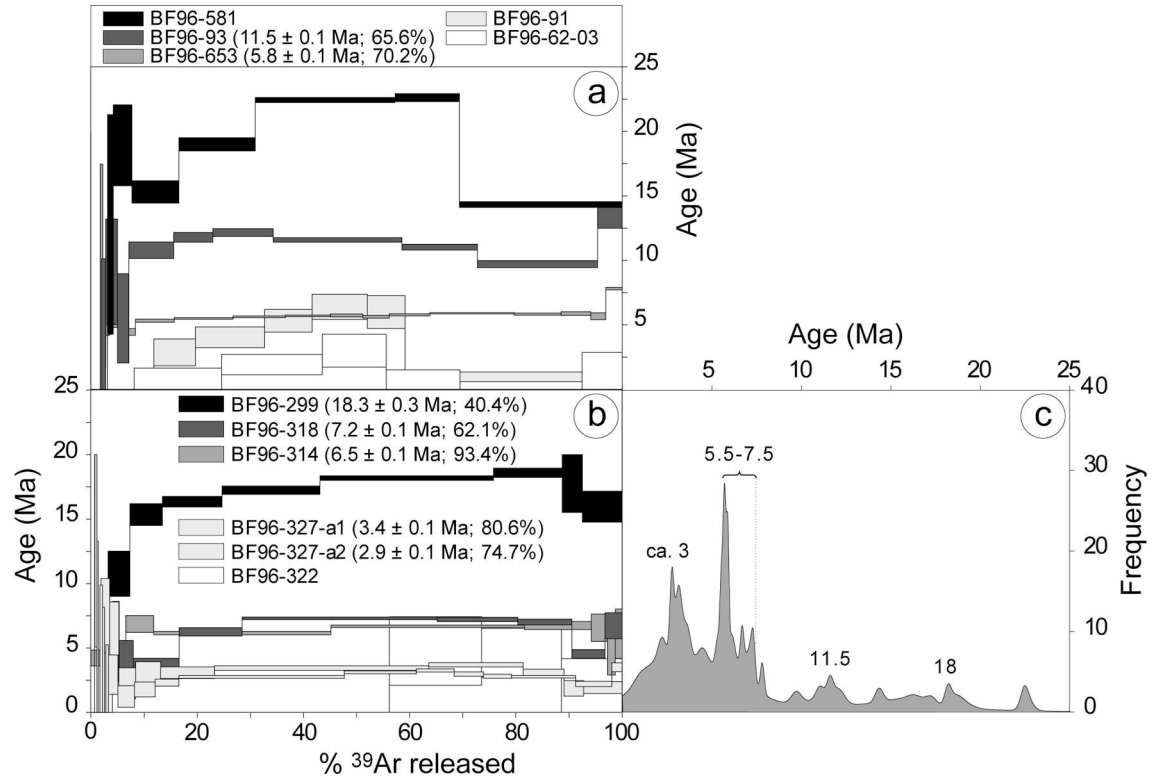 BF96-581
BF96-91
BF96-93 (11.5 ± 0.1 Ma; 65.6%)
BF96-62-03
BF96-653 (5.8 ± 0.1 Ma; 70.2%)
a
25
20
15
10
5
Age (Ma)
25
20
15
10
5
0
Age (Ma)
b
BF96-299 (18.3 ± 0.3 Ma; 40.4%)
BF96-318 (7.2 ± 0.1 Ma; 62.1%)
BF96-314 (6.5 ± 0.1 Ma; 93.4%)
BF96-327-a1 (3.4 ± 0.1 Ma; 80.6%)
BF96-327-a2 (2.9 ± 0.1 Ma; 74.7%)
BF96-322
0 20 40 60 80 100
% ³⁹Ar released
Age (Ma)
5 10 15 20 25
c
40
30
20
10
0
Frequency
5.5-7.5
ca. 3
11.5
18